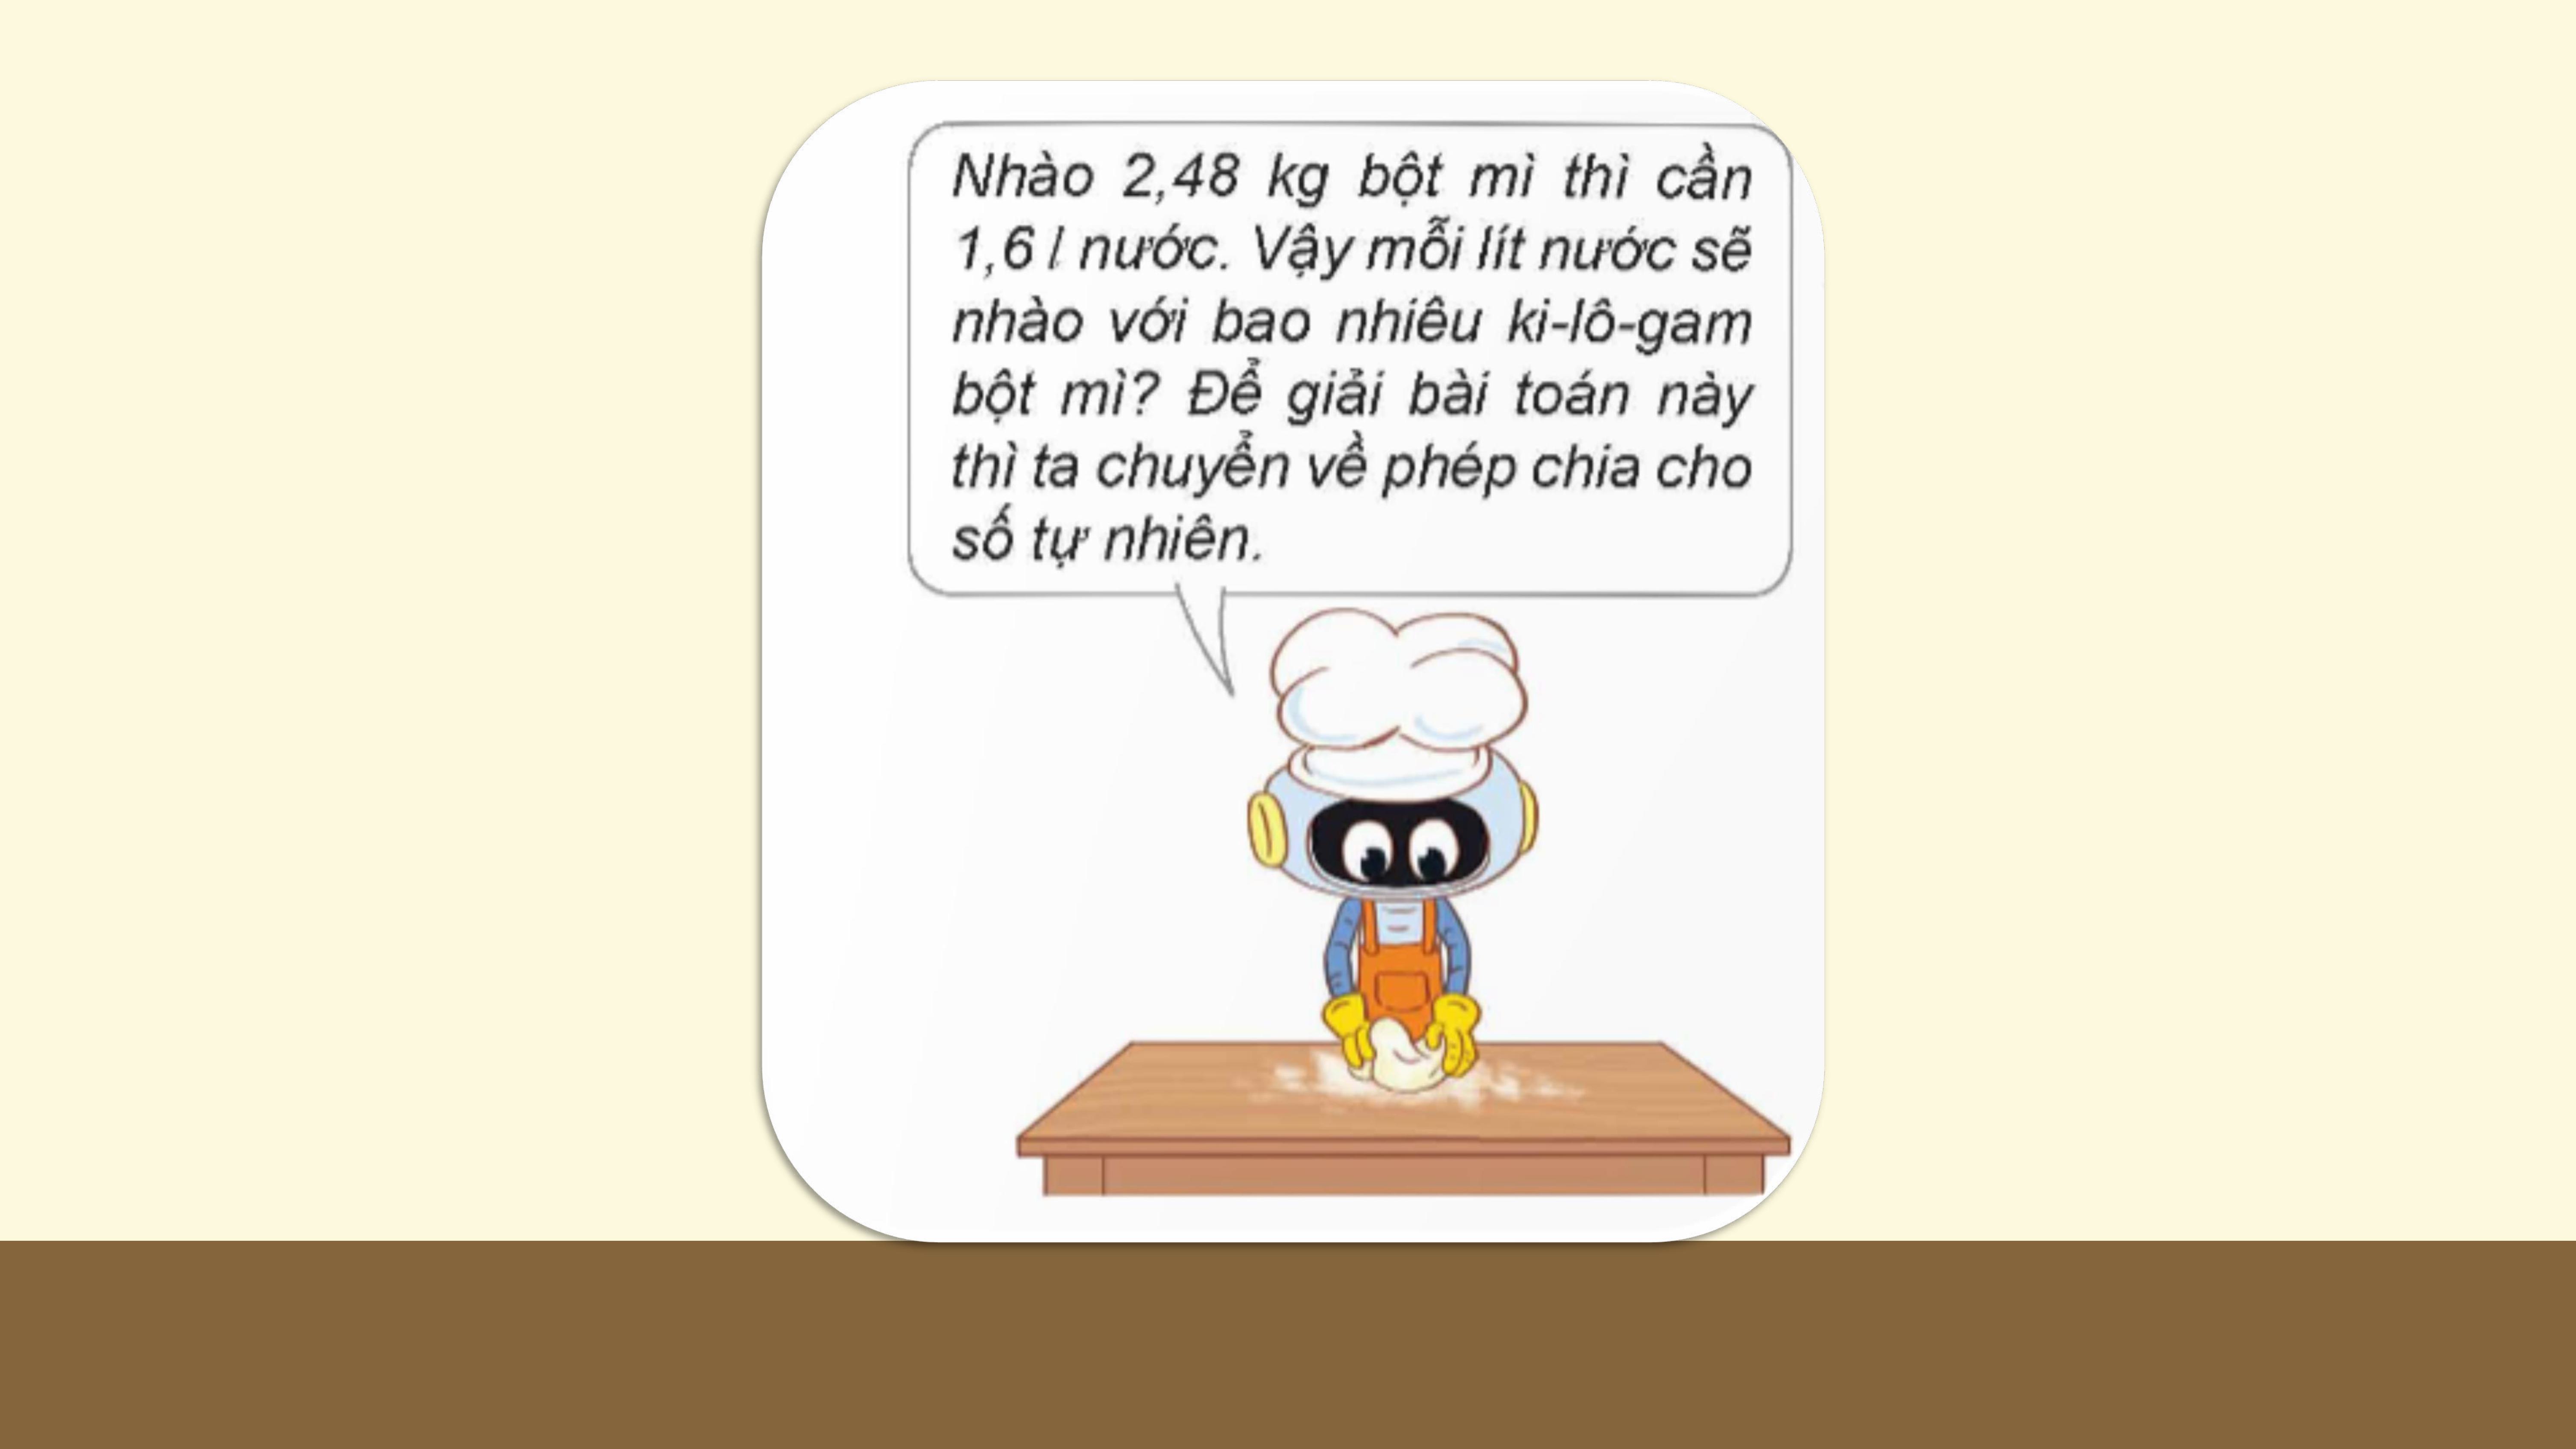 Nhào 2,48 kg bột mì thì cần
1,6 l nước. Vậy mỗi lít nước sẽ
nhào với bao nhiêu ki-lô-gam
bột mì? Để giải bài toán này
thì ta chuyển về phép chia cho
số tự nhiên.